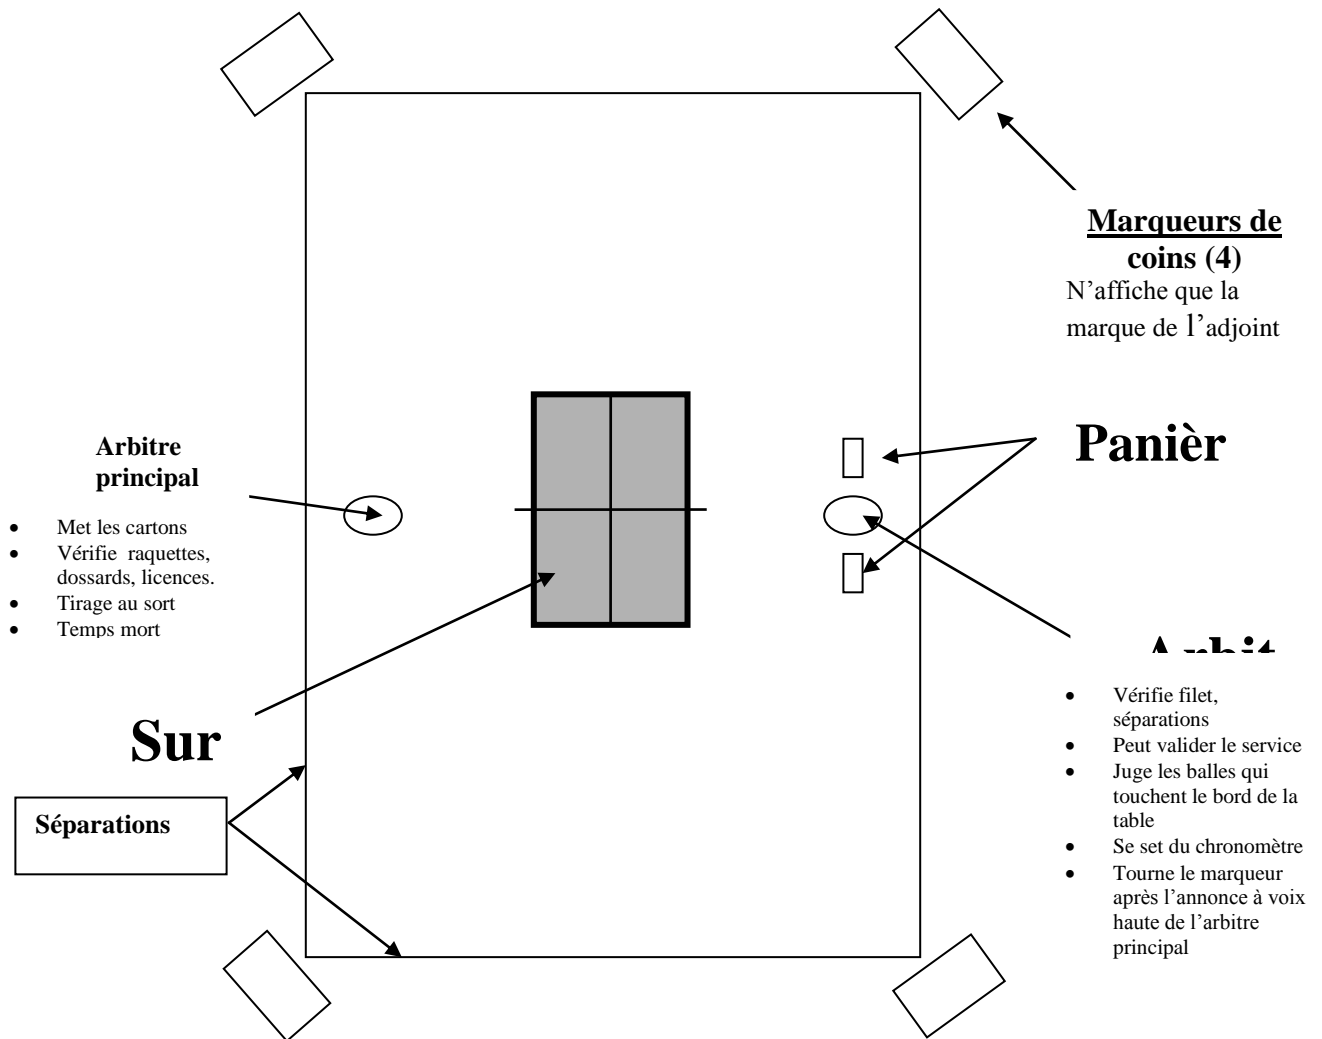 Marqueurs de
coins (4)
N’affiche que la
marque de l’adjoint
Panièr
Arbitre
principal
• Met les cartons
• Vérifie raquettes,
dossards, licences.
• Tirage au sort
• Temps mort
Sur
Séparations
Arbit
• Vérifie filet,
séparations
• Peut valider le service
• Juge les balles qui
touchent le bord de la
table
• Se set du chronomètre
• Tourne le marqueur
après l’annonce à voix
haute de l’arbitre
principal